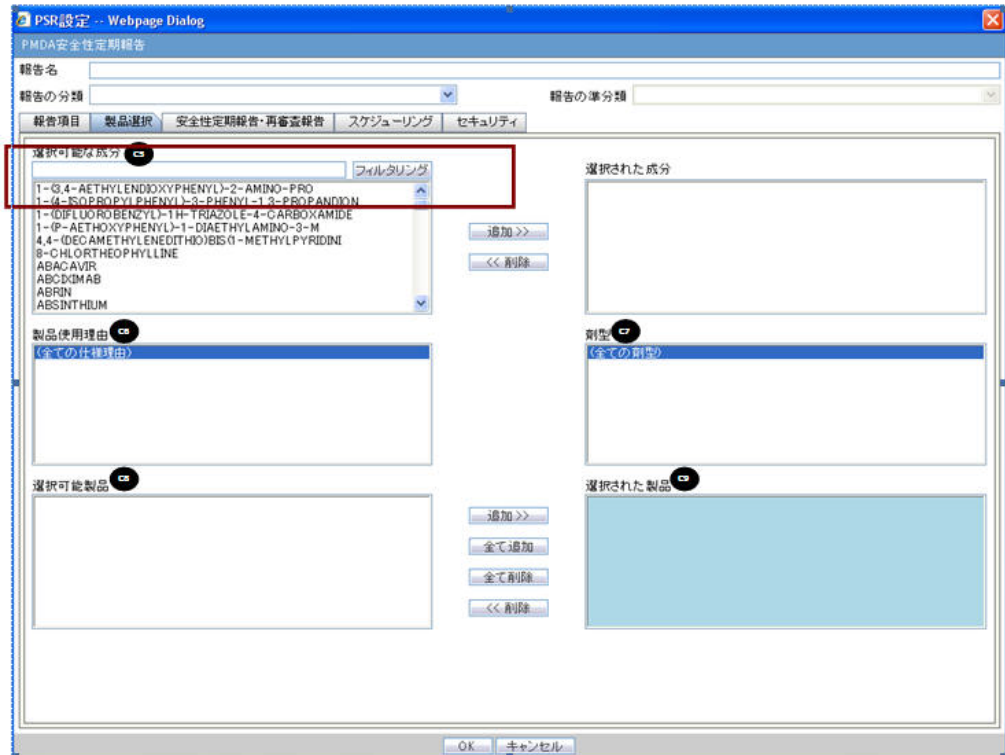 PSR設定 -- Webpage Dialog
PMDA安全性定期報告
報告名
報告の分類
報告の準分類
報告項目 製品選択 安全性定期報告・再審査報告 スケジューリング セキュリティ
選択可能な成分 C5
フィルタリング
選択された成分
1-(3,4-AETHYLENDIOXYPHENYL)-2-AMINO-PRO
1-(4-ISOPROPYLPHENYL)-3-PHENYL-1,3-PROPANDION
1-(DIFLUOROBENZYL)-1H-TRIAZOLE-4-CARBOXAMIDE
1-(P-AETHOXYPHENYL)-1-DIAETHYLAMINO-3-M
4,4-(DECAMETHYLENEDITHIO)BIS(1-METHYLPYRIDINI
8-CHLORTHEOPHYLLINE
ABACAVIR
ABCIXIMAB
ABRIN
ABSINTHIUM
追加 >>
<< 削除
製品使用理由 C6
(全ての仕様理由)
剤型 C7
(全ての剤型)
選択可能製品 C8
選択された製品 C9
追加 >>
全て追加
全て削除
<< 削除
OK キャンセル